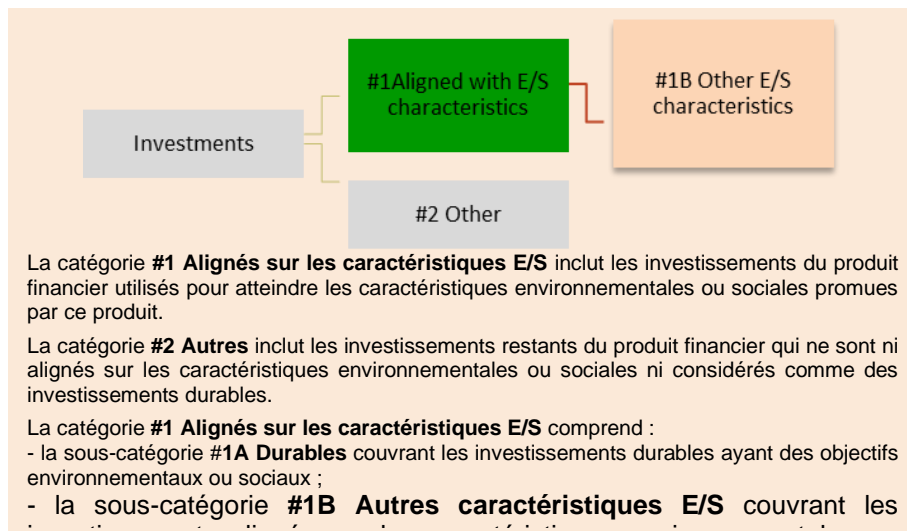 #1Aligned with E/S
characteristics
#1B Other E/S
characteristics
Investments
#2 Other
La catégorie #1 Alignés sur les caractéristiques E/S inclut les investissements du produit
financier utilisés pour atteindre les caractéristiques environnementales ou sociales promues
par ce produit.
La catégorie #2 Autres inclut les investissements restants du produit financier qui ne sont ni
alignés sur les caractéristiques environnementales ou sociales ni considérés comme des
investissements durables.
La catégorie #1 Alignés sur les caractéristiques E/S comprend :
- la sous-catégorie #1A Durables couvrant les investissements durables ayant des objectifs
environnementaux ou sociaux ;
- la sous-catégorie #1B Autres caractéristiques E/S couvrant les